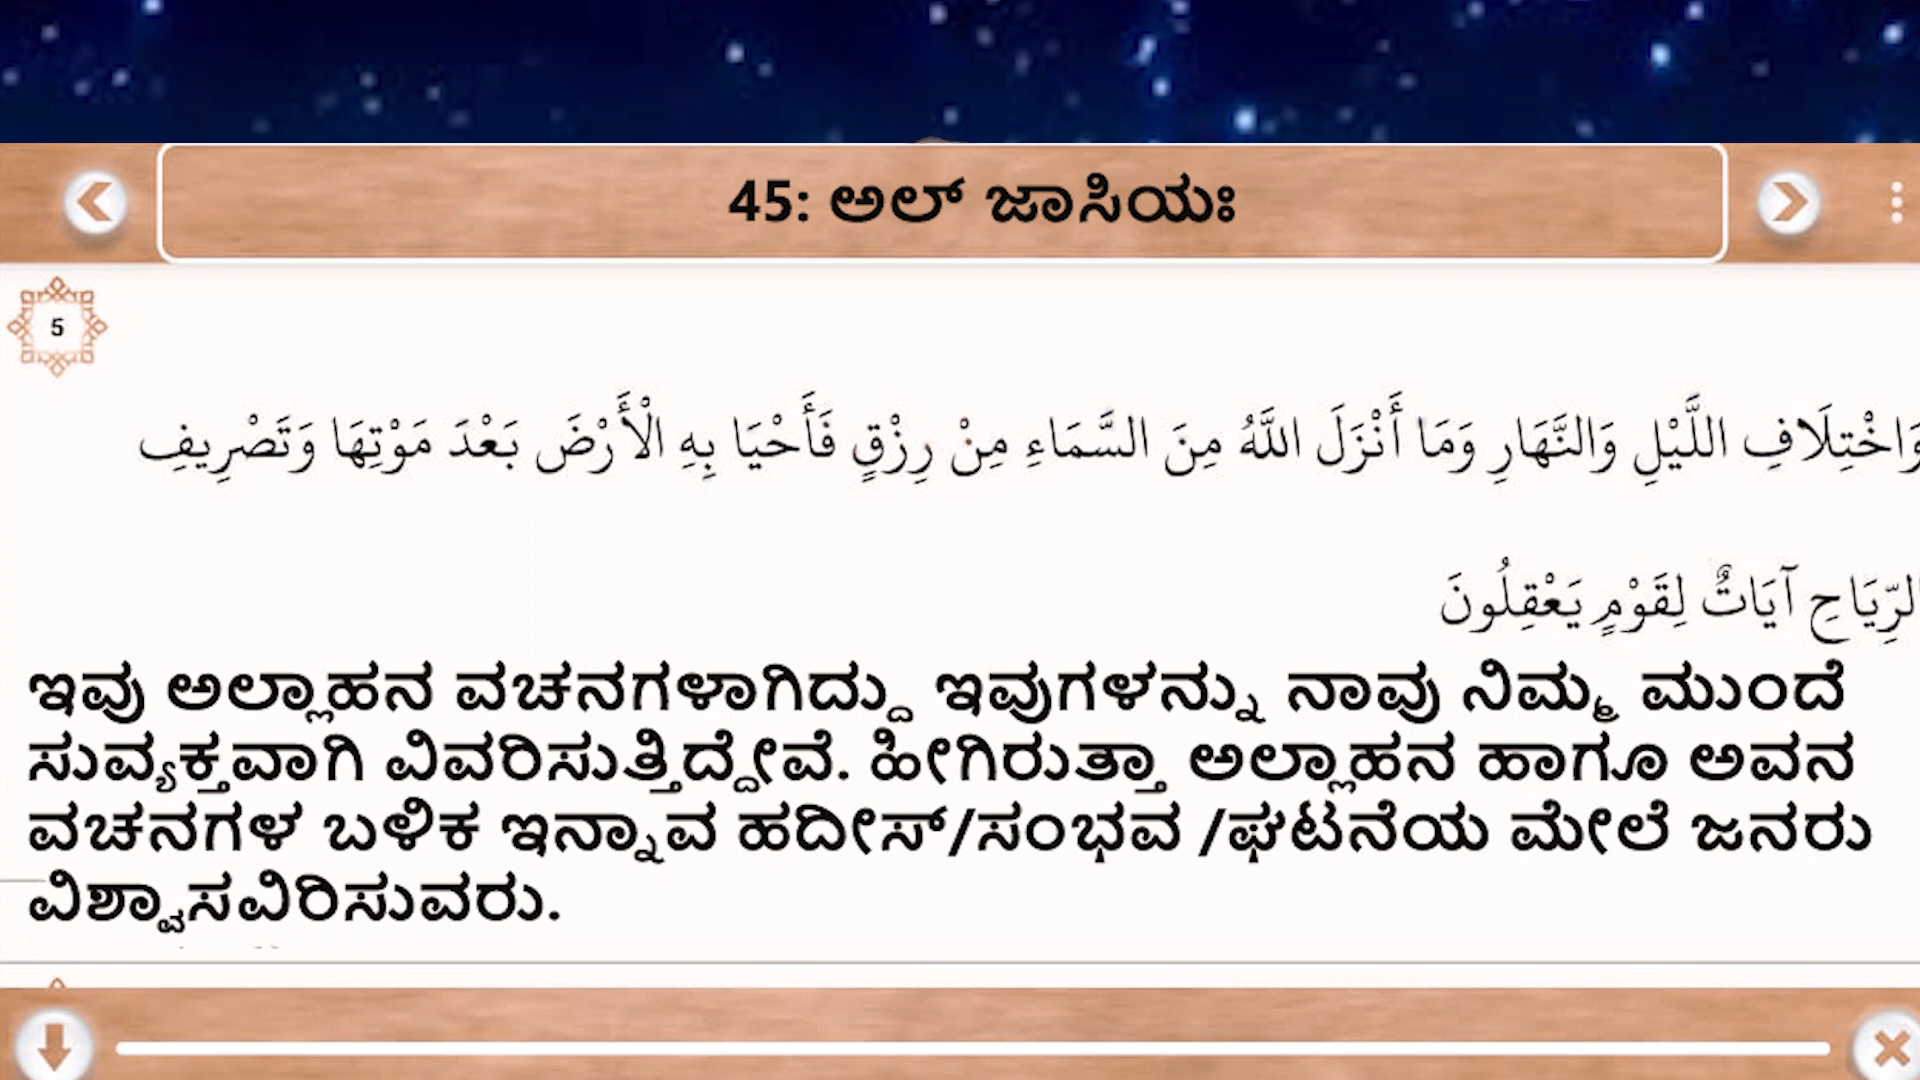 45: ಅಲ್ ಜಾಸಿಯಃ
5
وَاخْتِلَافِ اللَّيْلِ وَالنَّهَارِ وَمَا أَنْزَلَ اللَّهُ مِنَ السَّمَاءِ مِنْ رِزْقٍ فَأَحْيَا بِهِ الْأَرْضَ بَعْدَ مَوْتِهَا وَتَصْرِيفِ
الرِّيَاحِ آيَاتٌ لِقَوْمٍ يَعْقِلُونَ
ಇವು ಅಲ್ಲಾಹನ ವಚನಗಳಾಗಿದ್ದು ಇವುಗಳನ್ನು ನಾವು ನಿಮ್ಮ ಮುಂದೆ
ಸುವ್ಯಕ್ತವಾಗಿ ವಿವರಿಸುತ್ತಿದ್ದೇವೆ. ಹೀಗಿರುತ್ತಾ ಅಲ್ಲಾಹನ ಹಾಗೂ ಅವನ
ವಚನಗಳ ಬಳಿಕ ಇನ್ನಾವ ಹದೀಸ್/ಸಂಭವ /ಘಟನೆಯ ಮೇಲೆ ಜನರು
ವಿಶ್ವಾಸವಿರಿಸುವರು.